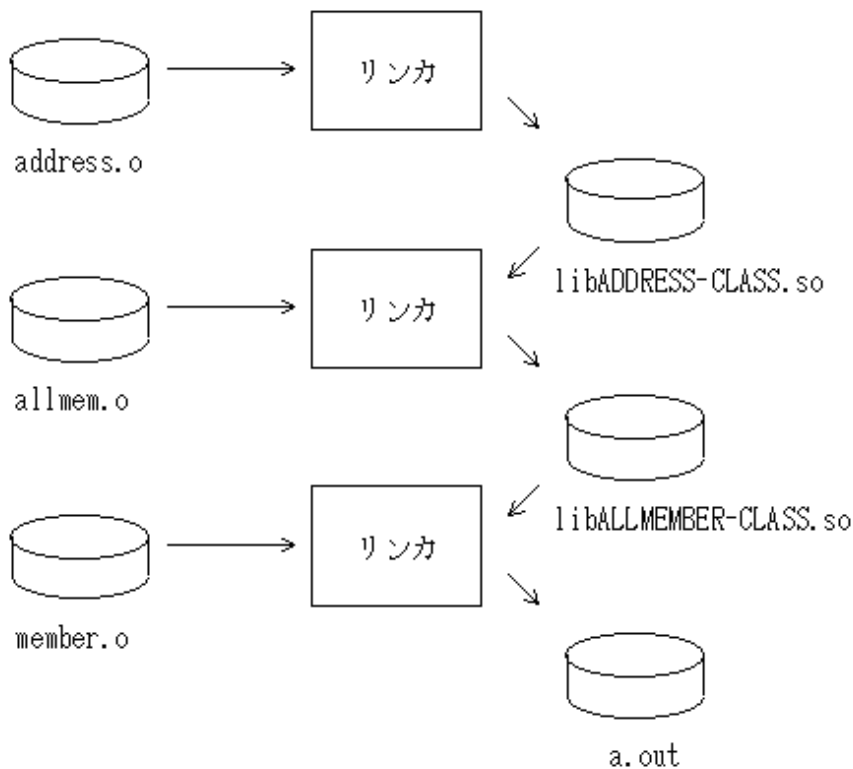 リンカ
address.o
libADDRESS-CLASS.so
リンカ
allmem.o
libALLMEMBER-CLASS.so
リンカ
member.o
a.out